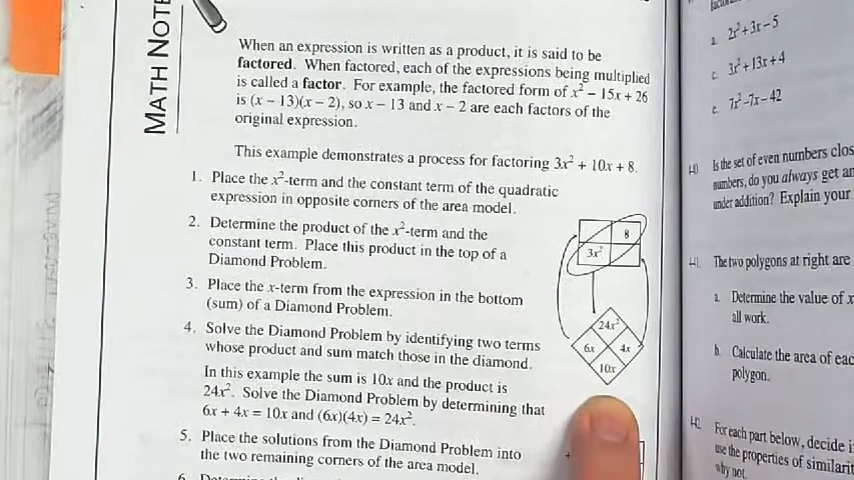 MATH NOTE
When an expression is written as a product, it is said to be
factored. When factored, each of the expressions being multiplied
is called a factor. For example, the factored form of x² − 15x + 26
is (x − 13)(x − 2), so x − 13 and x − 2 are each factors of the
original expression.
This example demonstrates a process for factoring 3x² + 10x + 8.
1. Place the x²-term and the constant term of the quadratic
expression in opposite corners of the area model.
2. Determine the product of the x²-term and the
constant term. Place this product in the top of a
Diamond Problem.
3. Place the x-term from the expression in the bottom
(sum) of a Diamond Problem.
4. Solve the Diamond Problem by identifying two terms
whose product and sum match those in the diamond.
In this example the sum is 10x and the product is
24x². Solve the Diamond Problem by determining that
6x + 4x = 10x and (6x)(4x) = 24x².
5. Place the solutions from the Diamond Problem into
the two remaining corners of the area model.
6.
8
3x²
24x²
6x 4x
10x
a. 2x² + 3x − 5
c. 3x² + 13x + 4
e. 7x² − 7x − 42
Is the set of even numbers clos
numbers, do you always get an
under addition? Explain your
The two polygons at right are
a. Determine the value of x
all work.
b. Calculate the area of eac
polygon.
For each part below, decide i
use the properties of similarit
why not.